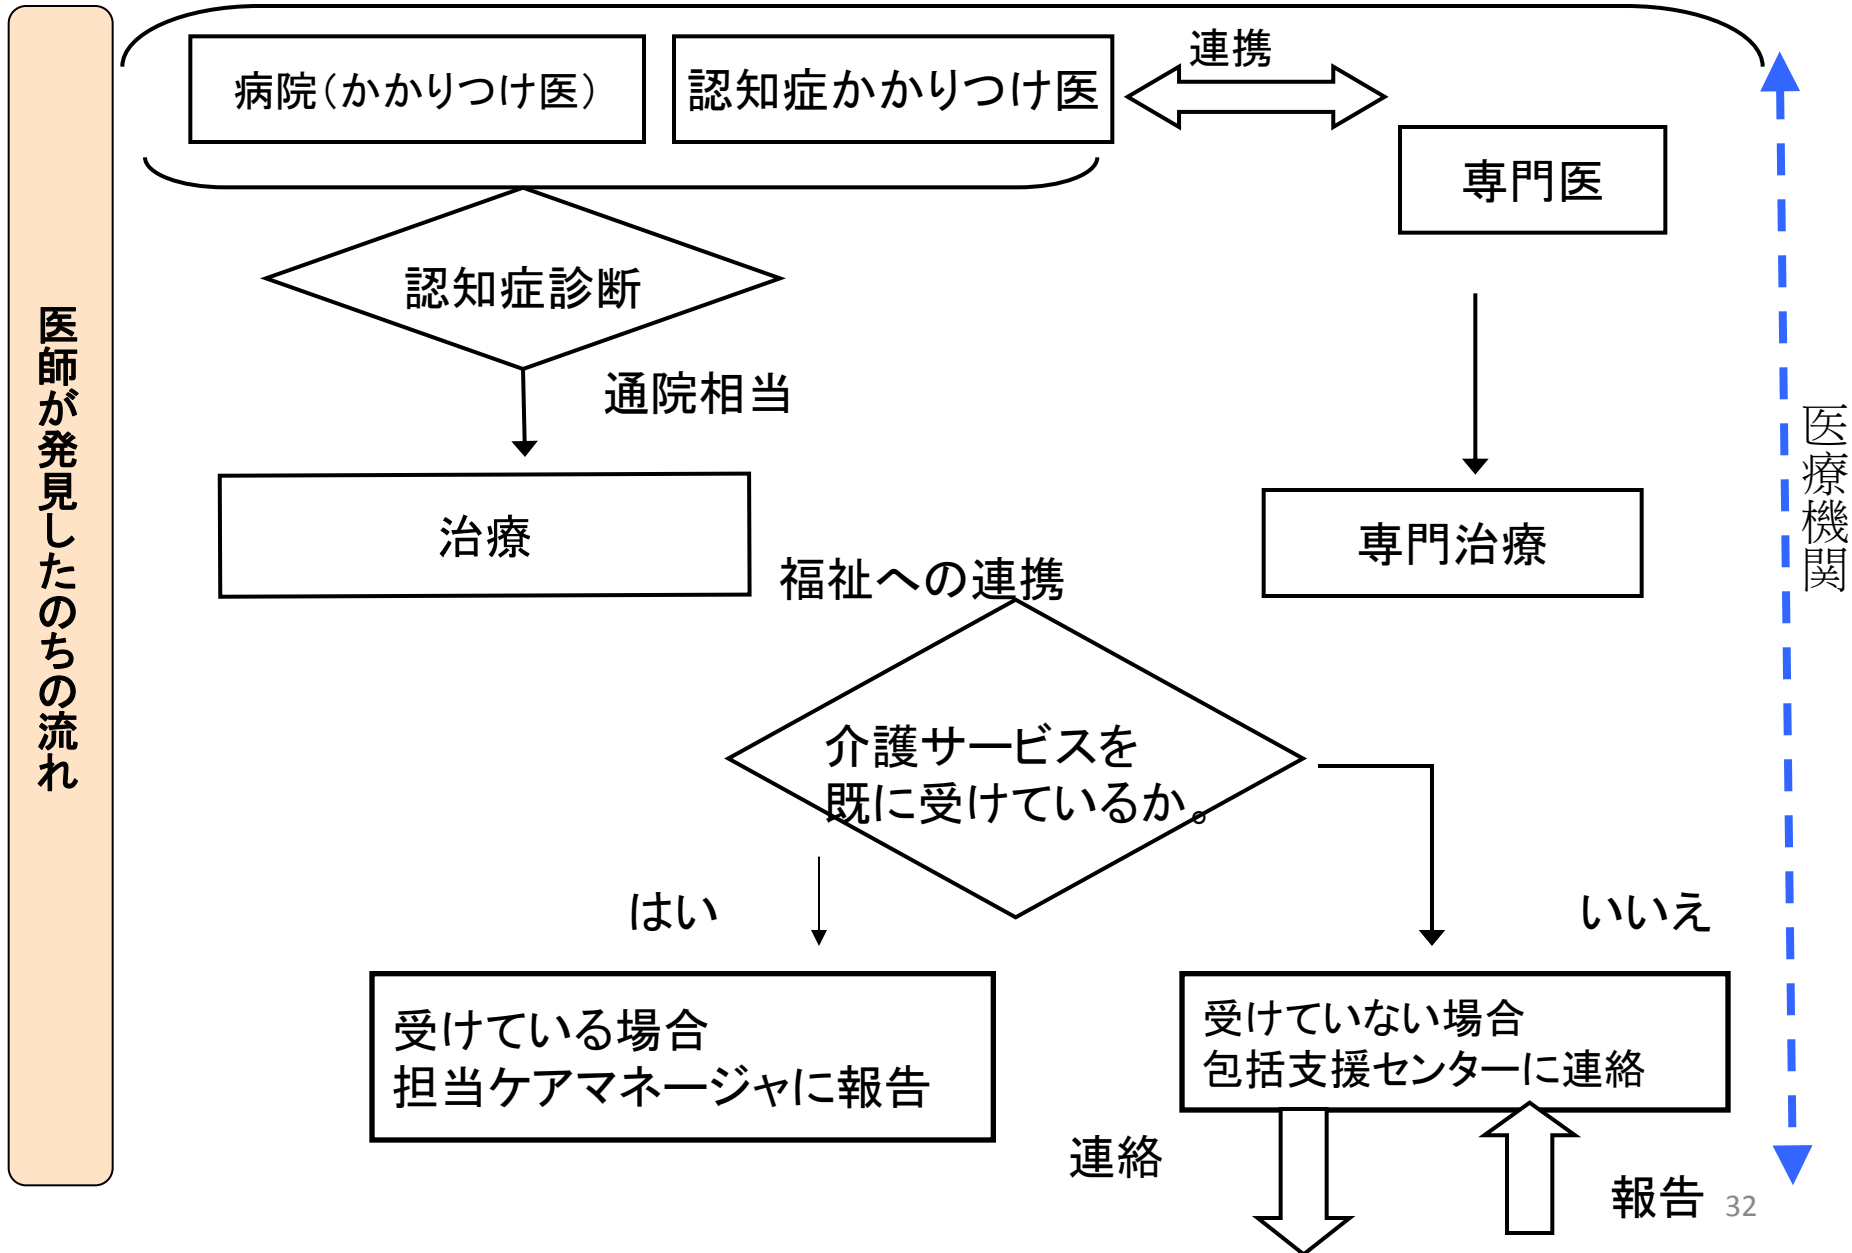 医師が発見したのちの流れ
病院（かかりつけ医）
認知症かかりつけ医
連携
専門医
認知症診断
通院相当
治療
専門治療
福祉への連携
介護サービスを
既に受けているか。
はい
いいえ
受けている場合
担当ケアマネージャに報告
受けていない場合
包括支援センターに連絡
連絡
報告
医療機関
32